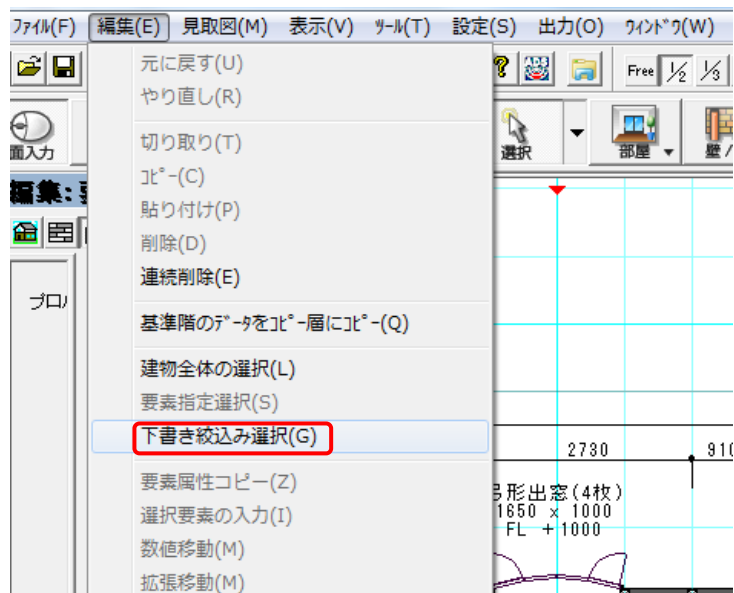 ﾌｧｲﾙ(F) 編集(E) 見取図(M) 表示(V) ﾂｰﾙ(T) 設定(S) 出力(O) ｳｨﾝﾄﾞｳ(W)
元に戻す(U)
やり直し(R)
切り取り(T)
ｺﾋﾟｰ(C)
貼り付け(P)
削除(D)
連続削除(E)
基準階のﾃﾞｰﾀをｺﾋﾟｰ層にｺﾋﾟｰ(Q)
建物全体の選択(L)
要素指定選択(S)
下書き絞込み選択(G)
要素属性コピー(Z)
選択要素の入力(I)
数値移動(M)
拡張移動(M)
Free 1/2 1/3
面入力
選択
部屋
壁/
編集:
プロ
2730
910
弓形出窓(4枚)
1650 × 1000
FL +1000